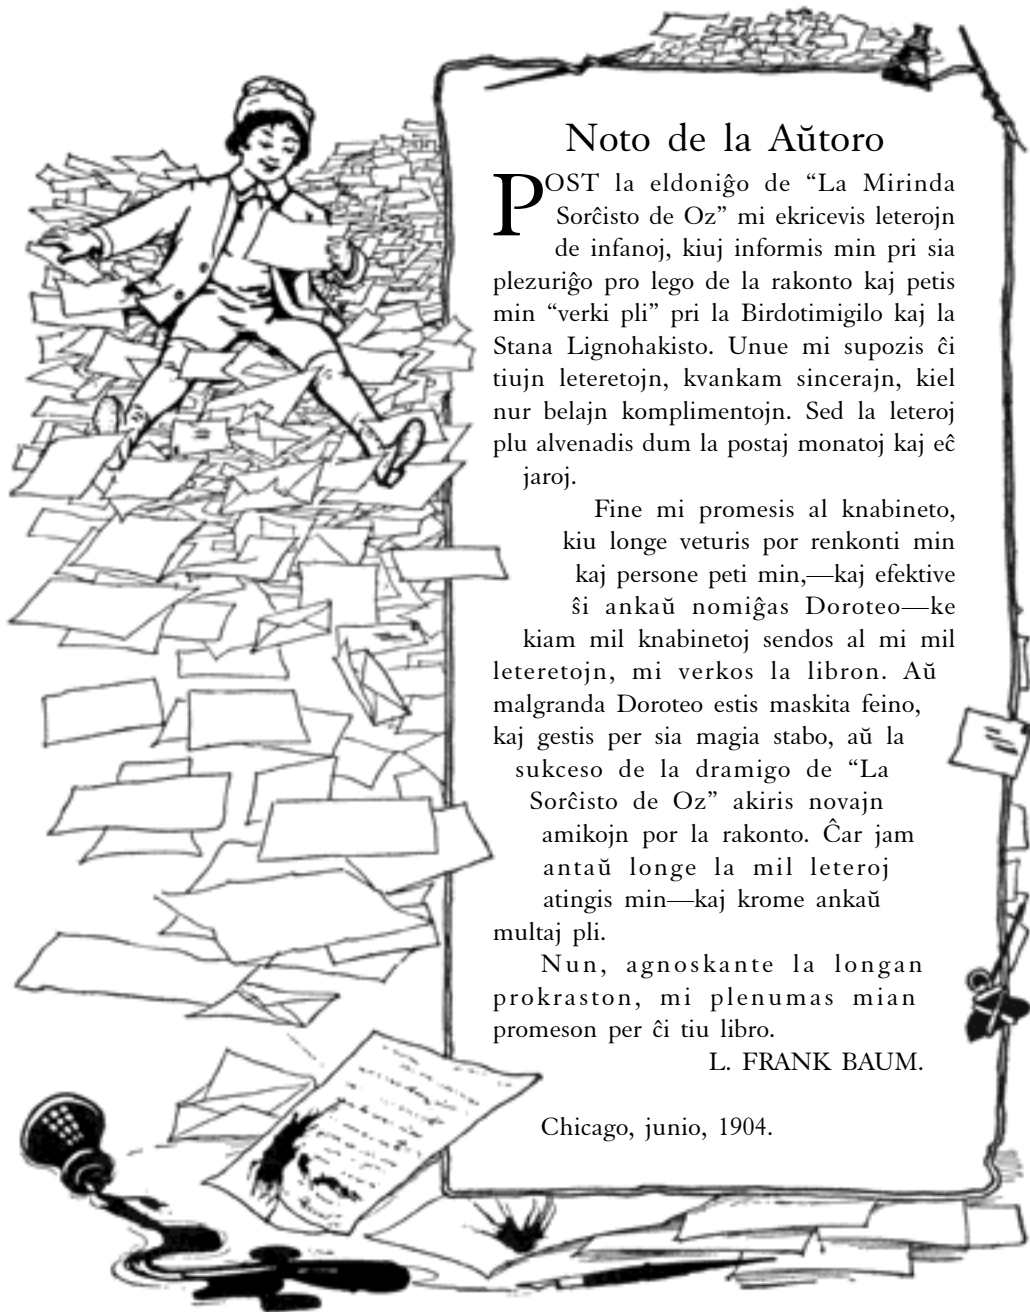 Noto de la Aŭtoro
POST la eldoniĝo de “La Mirinda
Sorĉisto de Oz” mi ekricevis leterojn
de infanoj, kiuj informis min pri sia
plezuriĝo pro lego de la rakonto kaj petis
min “verki pli” pri la Birdotimigilo kaj la
Stana Lignohakisto. Unue mi supozis ĉi
tiujn leteretojn, kvankam sincerajn, kiel
nur belajn komplimentojn. Sed la leteroj
plu alvenadis dum la postaj monatoj kaj eĉ
jaroj.
Fine mi promesis al knabineto,
kiu longe veturis por renkonti min
kaj persone peti min,—kaj efektive
ŝi ankaŭ nomiĝas Doroteo—ke
kiam mil knabinetoj sendos al mi mil
leteretojn, mi verkos la libron. Aŭ
malgranda Doroteo estis maskita feino,
kaj gestis per sia magia stabo, aŭ la
sukceso de la dramigo de “La
Sorĉisto de Oz” akiris novajn
amikojn por la rakonto. Ĉar jam
antaŭ longe la mil leteroj
atingis min—kaj krome ankaŭ
multaj pli.
Nun, agnoskante la longan
prokraston, mi plenumas mian
promeson per ĉi tiu libro.
L. FRANK BAUM.
Chicago, junio, 1904.